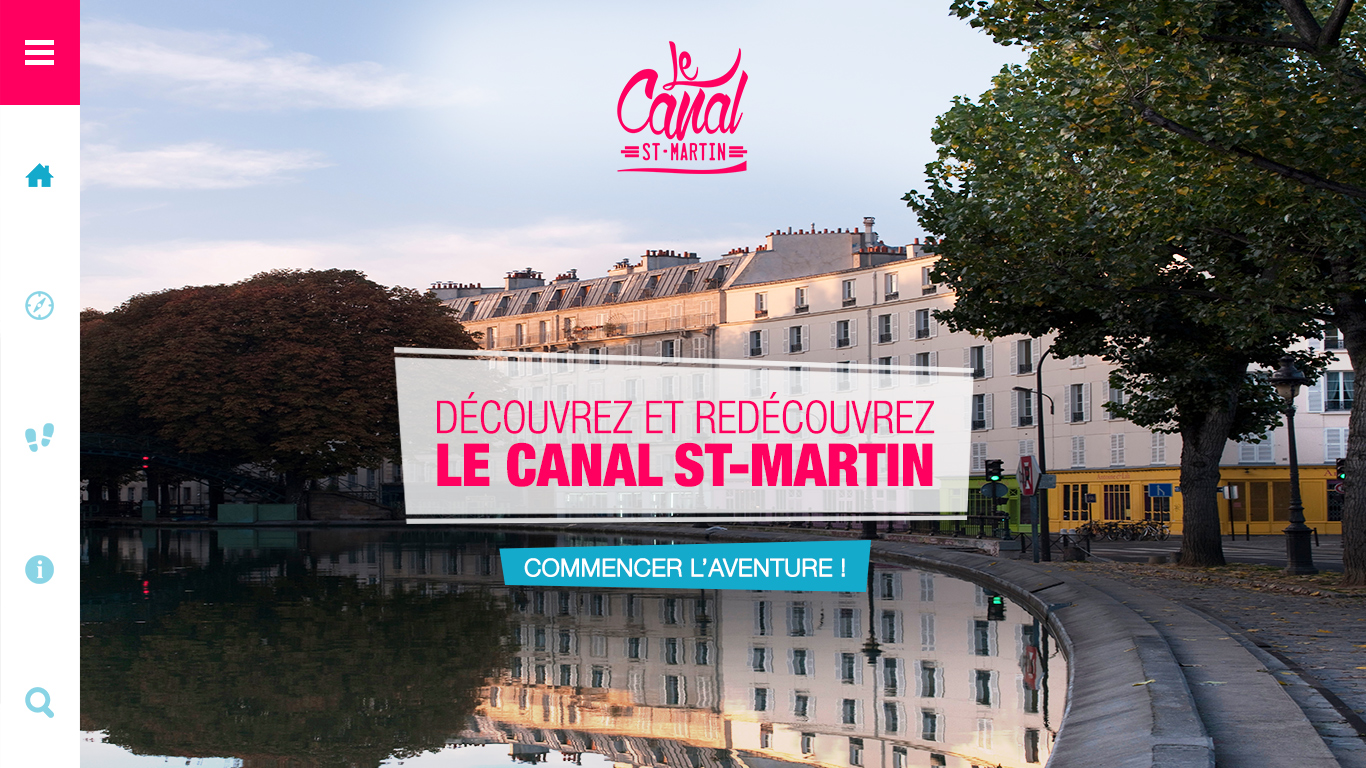 Le
Canal
ST-MARTIN
DÉCOUVREZ ET REDÉCOUVREZ
LE CANAL ST-MARTIN
COMMENCER L’AVENTURE !